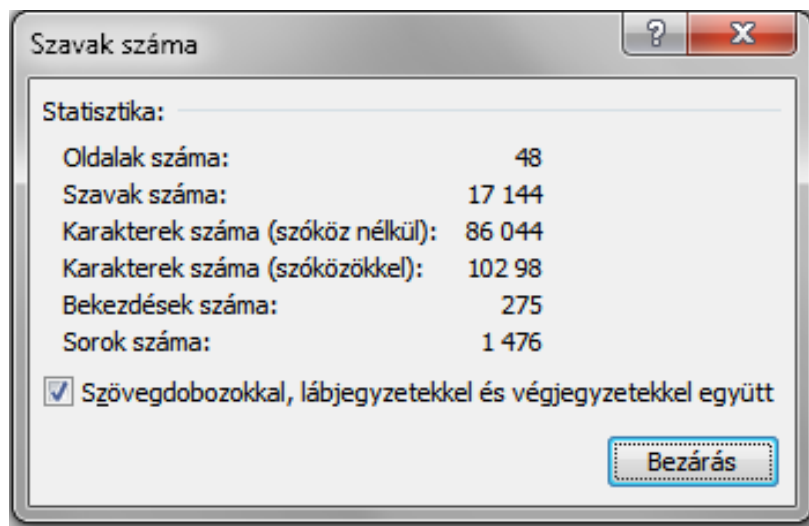 Szavak száma
Statisztika:
Oldalak száma: 48
Szavak száma: 17 144
Karakterek száma (szóköz nélkül): 86 044
Karakterek száma (szóközökkel): 102 98
Bekezdések száma: 275
Sorok száma: 1 476
Szövegdobozokkal, lábjegyzetekkel és végjegyzetekkel együtt
Bezárás